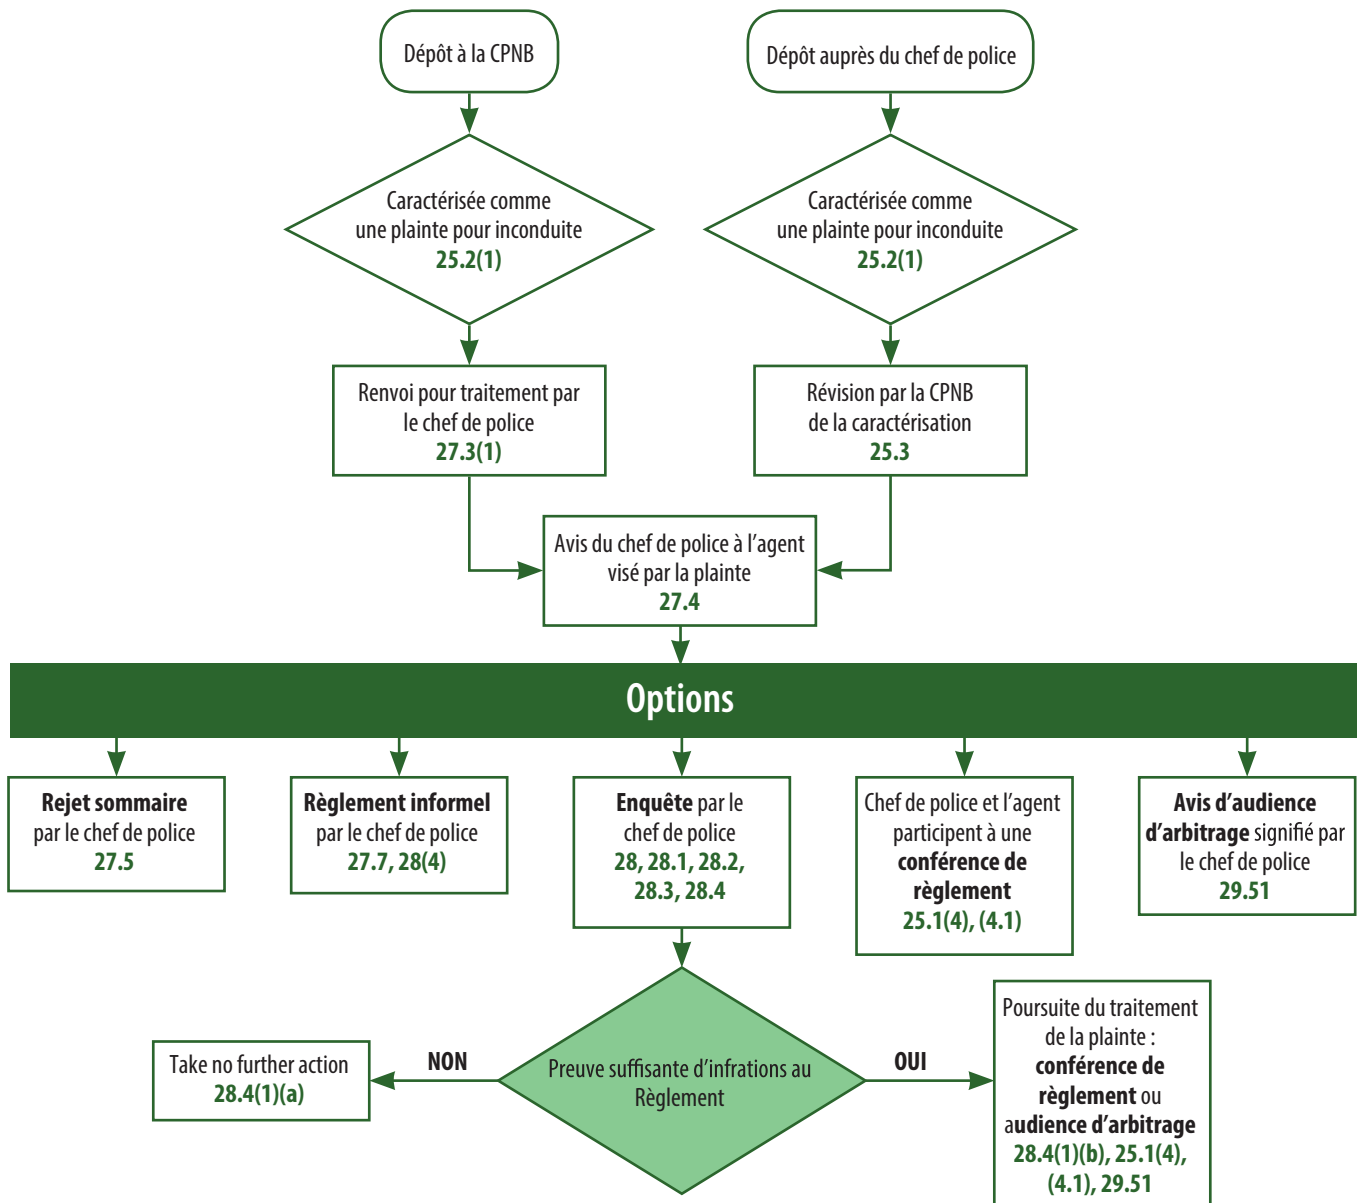 Dépôt à la CPNB
Dépôt auprès du chef de police
Caractérisée comme
une plainte pour inconduite
25.2(1)
Caractérisée comme
une plainte pour inconduite
25.2(1)
Renvoi pour traitement par
le chef de police
27.3(1)
Révision par la CPNB
de la caractérisation
25.3
Avis du chef de police à l'agent
visé par la plainte
27.4
Options
Rejet sommaire
par le chef de police
27.5
Règlement informel
par le chef de police
27.7, 28(4)
Enquête par le
chef de police
28, 28.1, 28.2,
28.3, 28.4
Chef de police et l'agent
participent à une
conférence de
règlement
25.1(4), (4.1)
Avis d'audience
d'arbitrage signifié par
le chef de police
29.51
Take no further action
28.4(1)(a)
NON
Preuve suffisante d'infrations au
Règlement
OUI
Poursuite du traitement
de la plainte :
conférence de
règlement ou
audience d'arbitrage
28.4(1)(b), 25.1(4),
(4.1), 29.51